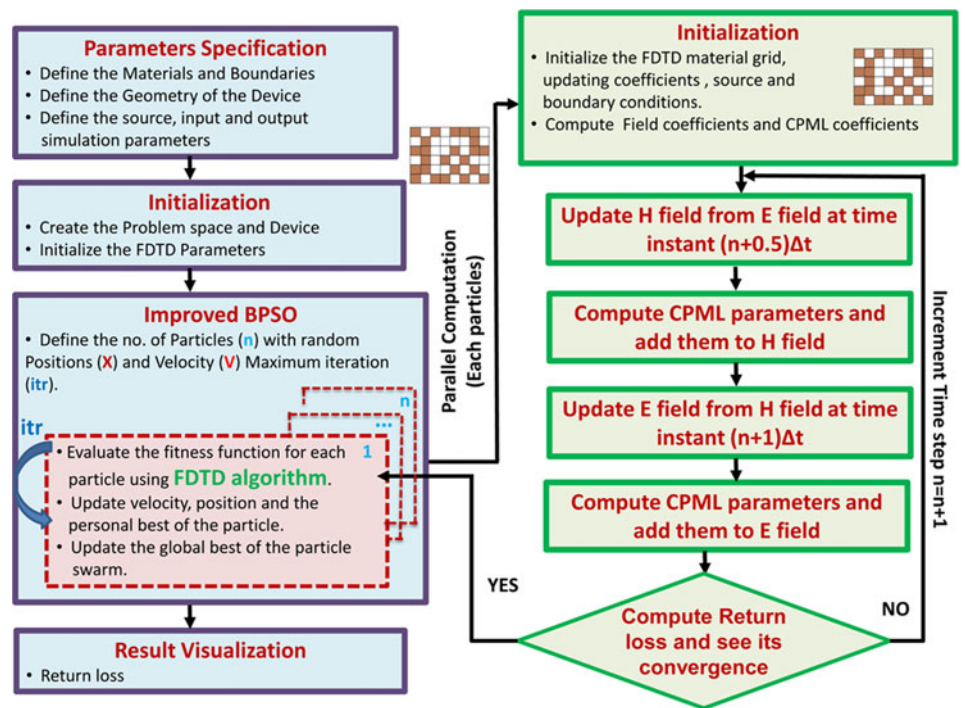 Parameters Specification
• Define the Materials and Boundaries
• Define the Geometry of the Device
• Define the source, input and output
simulation parameters
Initialization
• Create the Problem space and Device
• Initialize the FDTD Parameters
Improved BPSO
• Define the no. of Particles (n) with random
Positions (X) and Velocity (V) Maximum iteration
(itr).
n
...
itr
1
• Evaluate the fitness function for each
particle using FDTD algorithm.
• Update velocity, position and the
personal best of the particle.
• Update the global best of the particle
swarm.
Result Visualization
• Return loss
Parallel Computation
(Each particles)
Initialization
• Initialize the FDTD material grid,
updating coefficients , source and
boundary conditions.
• Compute Field coefficients and CPML coefficients
Update H field from E field at time
instant (n+0.5)Δt
Compute CPML parameters and
add them to H field
Update E field from H field at time
instant (n+1)Δt
Compute CPML parameters and
add them to E field
Compute Return
loss and see its
convergence
YES
NO
Increment Time step n=n+1